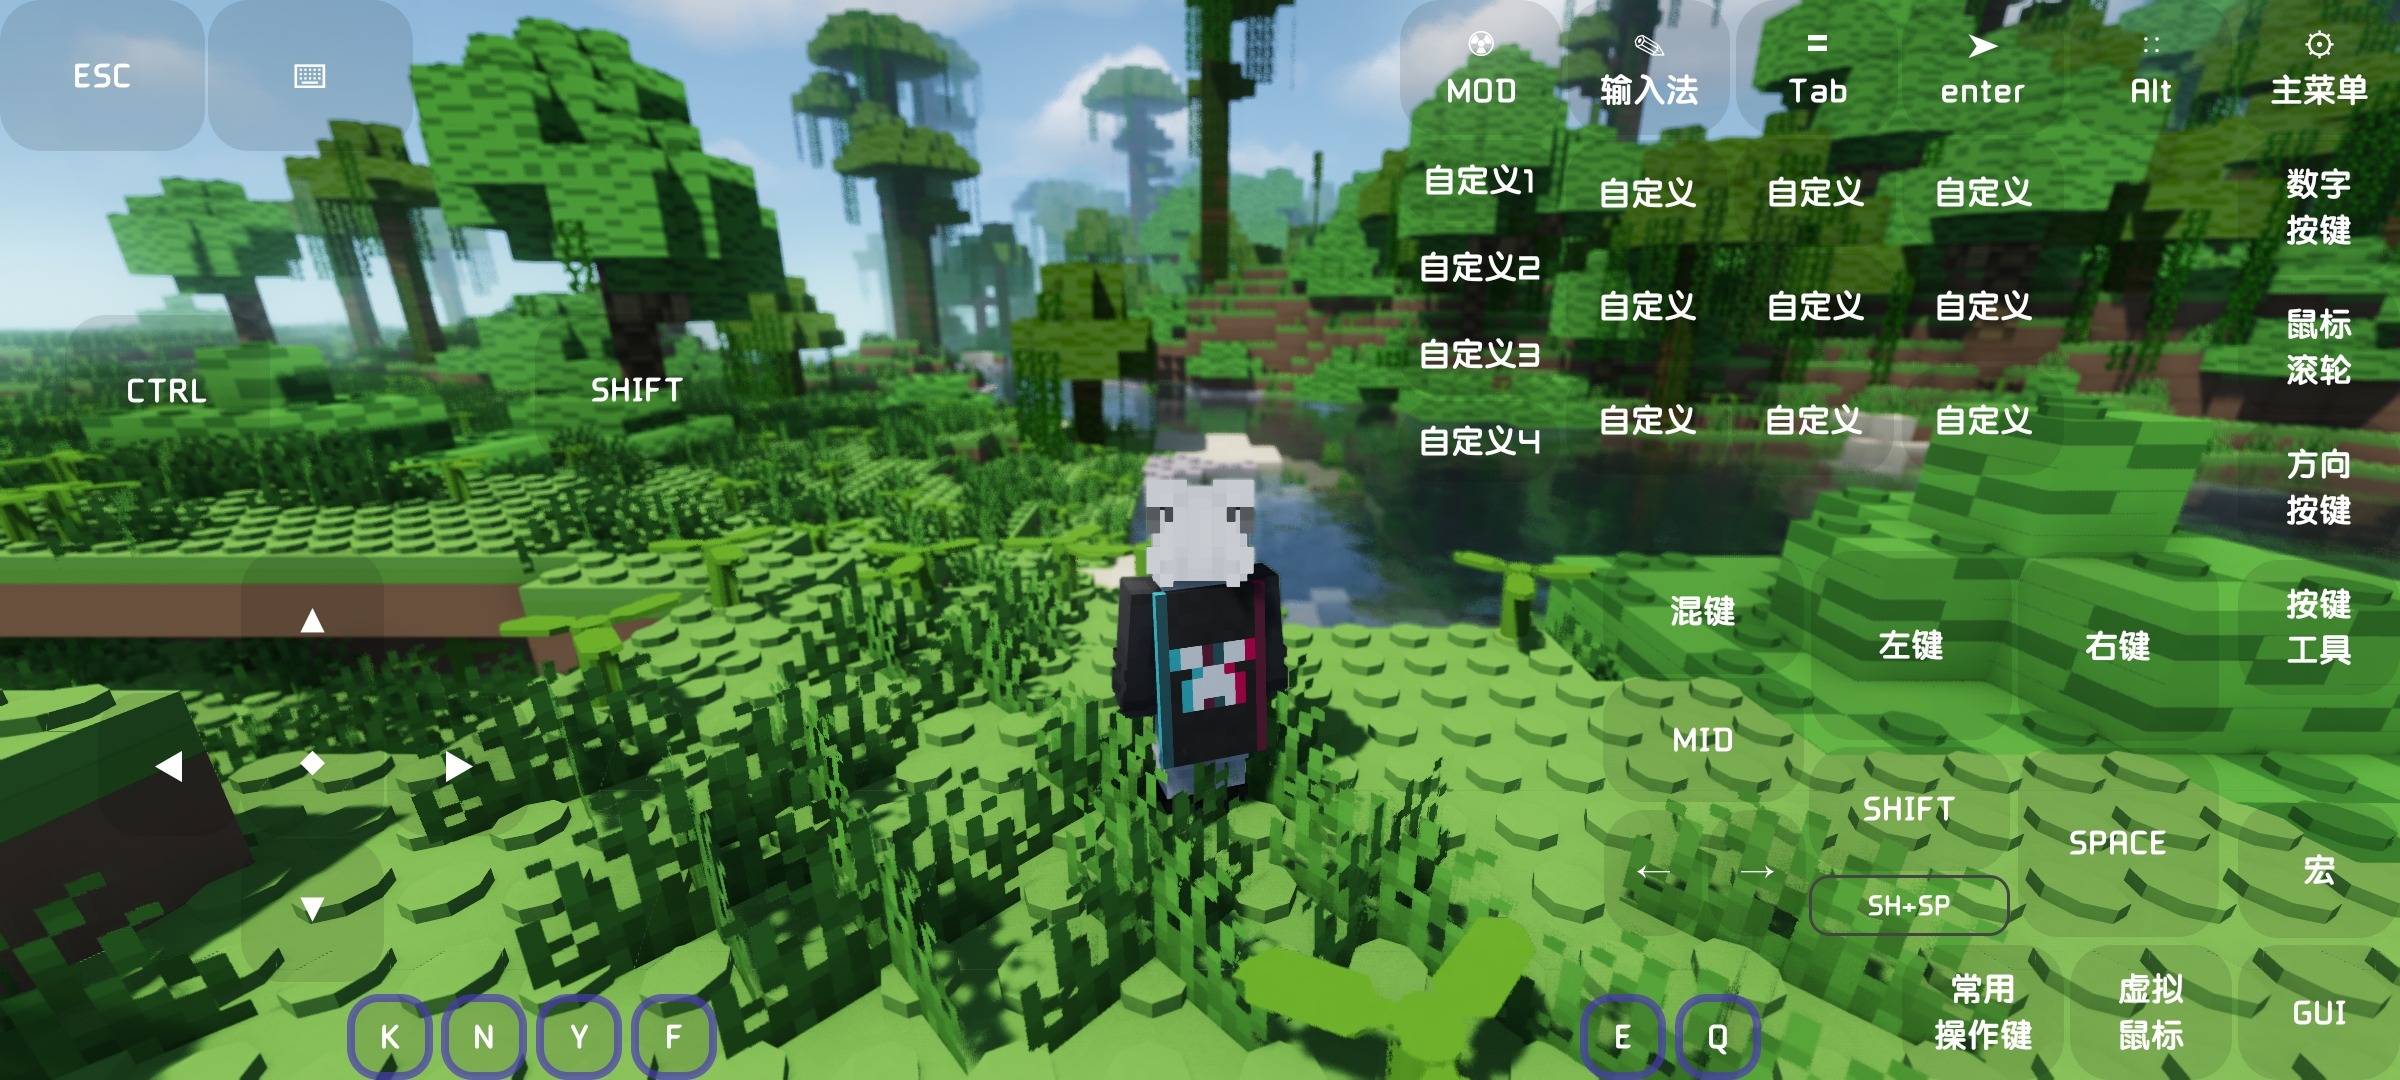 ESC
MOD
输入法
Tab
enter
Alt
主菜单
自定义1
自定义
自定义
自定义
数字
按键
自定义2
自定义
自定义
自定义
鼠标
滚轮
自定义3
CTRL
SHIFT
自定义4
自定义
自定义
自定义
方向
按键
混键
左键
右键
按键
工具
MID
SHIFT
SPACE
SH+SP
宏
K
N
Y
F
E
Q
常用
操作键
虚拟
鼠标
GUI